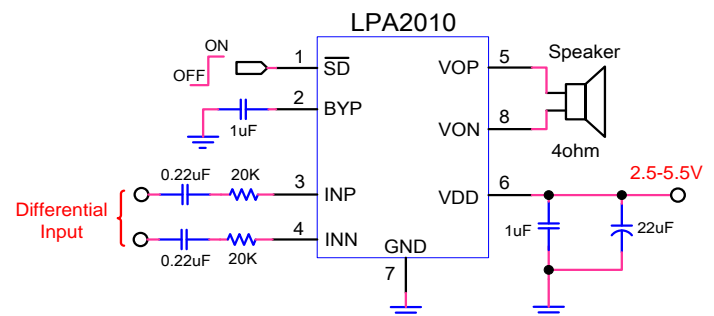 LPA2010
ON
OFF
1
SD
2
BYP
1uF
0.22uF
20K
3
INP
Differential
Input
0.22uF
20K
4
INN
GND
7
VOP
5
Speaker
VON
8
4ohm
VDD
6
2.5-5.5V
1uF
22uF